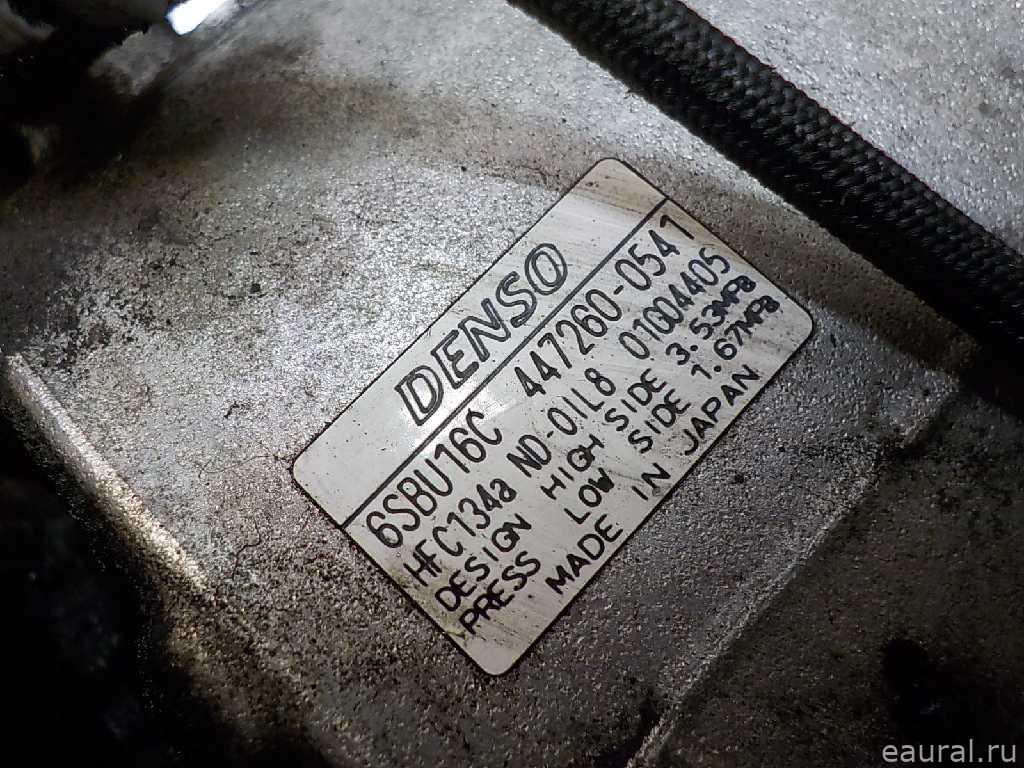 DENSO
6SBU16C 447260-0541
HFC134a ND-OIL8 01004405
DESIGN HIGH SIDE 3.53MPa
PRESS. LOW SIDE 1.67MPa
MADE IN JAPAN
eaural.ru